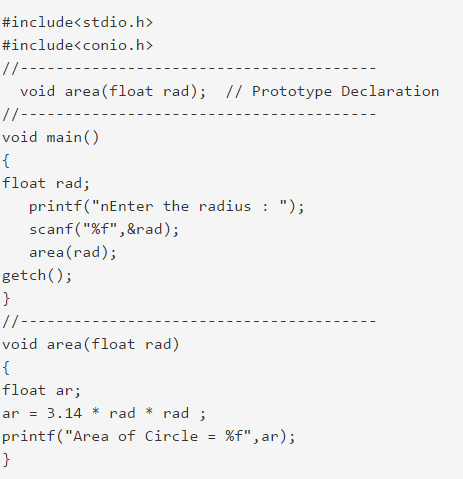 #include<stdio.h>
#include<conio.h>
//----------------------------------------
  void area(float rad);  // Prototype Declaration
//----------------------------------------
void main()
{
float rad;
   printf("nEnter the radius : ");
   scanf("%f",&rad);
   area(rad);
getch();
}
//----------------------------------------
void area(float rad)
{
float ar;
ar = 3.14 * rad * rad ;
printf("Area of Circle = %f",ar);
}